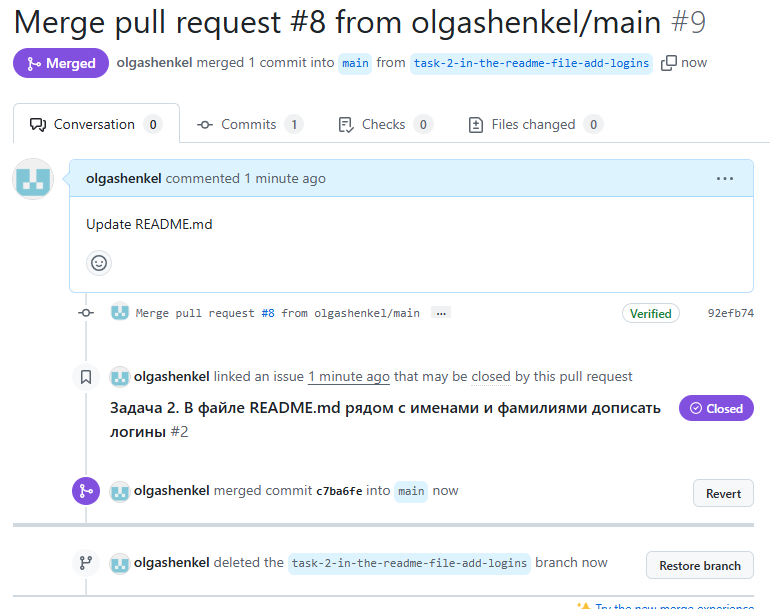 Merge pull request #8 from olgashenkel/main #9
Merged olgashenkel merged 1 commit into main from task-2-in-the-readme-file-add-logins now
Conversation 0 Commits 1 Checks 0 Files changed 0
olgashenkel commented 1 minute ago ...
Update README.md
Merge pull request #8 from olgashenkel/main ... Verified 92efb74
olgashenkel linked an issue 1 minute ago that may be closed by this pull request
Задача 2. В файле README.md рядом с именами и фамилиями дописать Closed
логины #2
olgashenkel merged commit c7ba6fe into main now Revert
olgashenkel deleted the task-2-in-the-readme-file-add-logins branch now Restore branch
Try the new merge experience